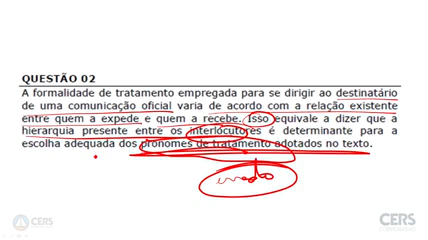 QUESTÃO 02
A formalidade de tratamento empregada para se dirigir ao destinatário
de uma comunicação oficial varia de acordo com a relação existente
entre quem a expede e quem a recebe. Isso equivale a dizer que a
hierarquia presente entre os interlocutores é determinante para a
escolha adequada dos pronomes de tratamento adotados no texto.
CERS
CERS